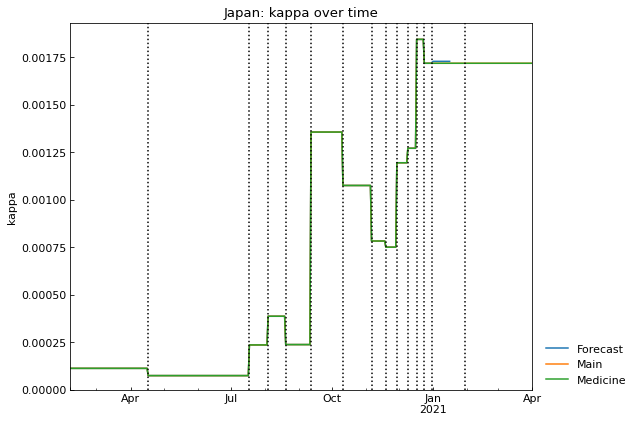 Japan: kappa over time
0.00175
0.00150
0.00125
0.00100
0.00075
0.00050
0.00025
0.00000
kappa
Apr
Jul
Oct
Jan
2021
Apr
Forecast
Main
Medicine